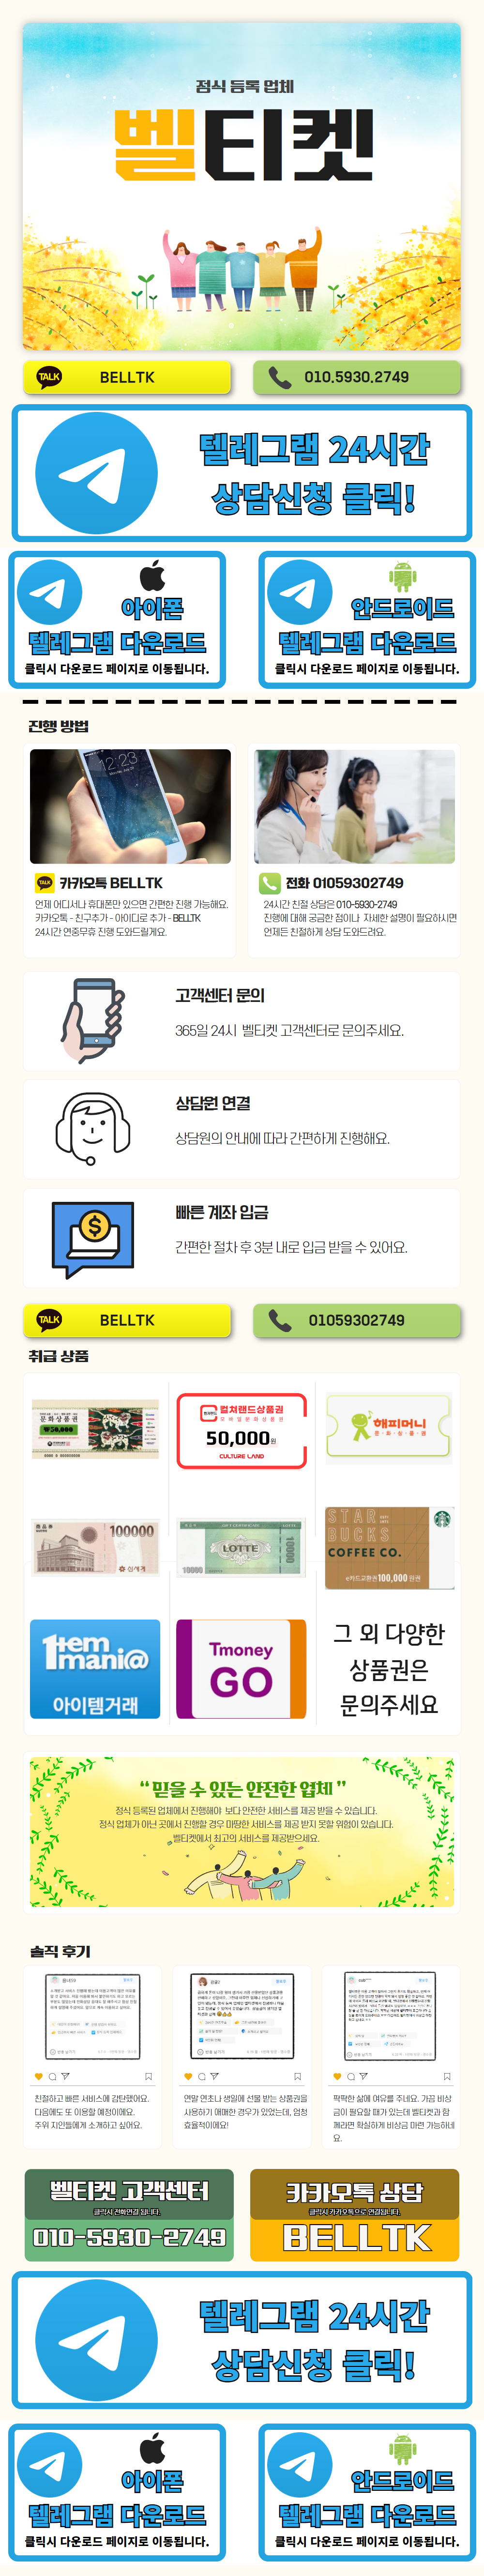 정식 등록 업체
벨티켓
TALK BELLTK
010.5930.2749
텔레그램 24시간
상담신청 클릭!
아이폰
텔레그램 다운로드
클릭시 다운로드 페이지로 이동됩니다.
안드로이드
텔레그램 다운로드
클릭시 다운로드 페이지로 이동됩니다.
진행 방법
12:23
TALK 카카오톡 BELLTK
언제 어디서나 휴대폰만 있으면 간편한 진행 가능해요.
카카오톡 - 친구추가 - 아이디로 추가 - BELLTK
24시간 연중무휴 진행 도와드릴게요.
전화 01059302749
24시간 친절 상담은 010-5930-2749
진행에 대해 궁금한 점이나 자세한 설명이 필요하시면
언제든 친절하게 상담 도와드려요.
고객센터 문의
365일 24시 벨티켓 고객센터로 문의주세요.
상담원 연결
상담원의 안내에 따라 간편하게 진행해요.
빠른 계좌 입금
간편한 절차 후 3분 내로 입금 받을 수 있어요.
TALK BELLTK
01059302749
취급 상품
문화상품권
₩50,000
컬쳐랜드상품권
모바일문화상품권
50,000원
CULTURE LAND
해피머니
문·화·상·품·권
商品券
100000
신세계
LOTTE
10000
10000
STAR
BUCKS
COFFEE CO.
e카드교환권 100,000 원권
Item
mani@
아이템거래
Tmoney
GO
그 외 다양한
상품권은
문의주세요
“ 믿을 수 있는 안전한 업체 ”
정식 등록된 업체에서 진행해야 보다 안전한 서비스를 제공 받을 수 있습니다.
정식 업체가 아닌 곳에서 진행할 경우 마땅한 서비스를 제공 받지 못할 위험이 있습니다.
벨티켓에서 최고의 서비스를 제공받으세요.
솔직 후기
친절하고 빠른 서비스에 감탄했어요.
다음에도 또 이용할 예정이에요.
주위 지인들에게 소개하고 싶어요.
연말 연초나 생일에 선물 받는 상품권을
사용하기 애매한 경우가 있었는데, 엄청
효율적이에요!
팍팍한 삶에 여유를 주네요. 가끔 비상
금이 필요할 때가 있는데 벨티켓과 함
께라면 확실하게 비상금 마련 가능하네
요.
벨티켓 고객센터
클릭시 전화연결 됩니다.
010-5930-2749
카카오톡 상담
클릭시 카카오톡으로 연결됩니다.
BELLTK
텔레그램 24시간
상담신청 클릭!
아이폰
텔레그램 다운로드
클릭시 다운로드 페이지로 이동됩니다.
안드로이드
텔레그램 다운로드
클릭시 다운로드 페이지로 이동됩니다.